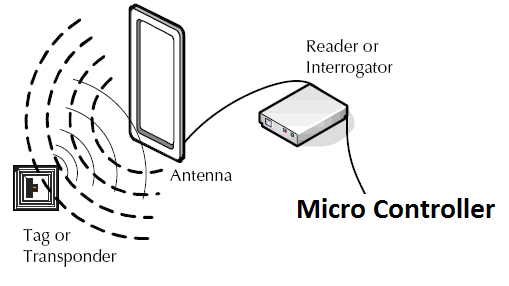 Reader or
Interrogator
Antenna
Micro Controller
Tag or
Transponder